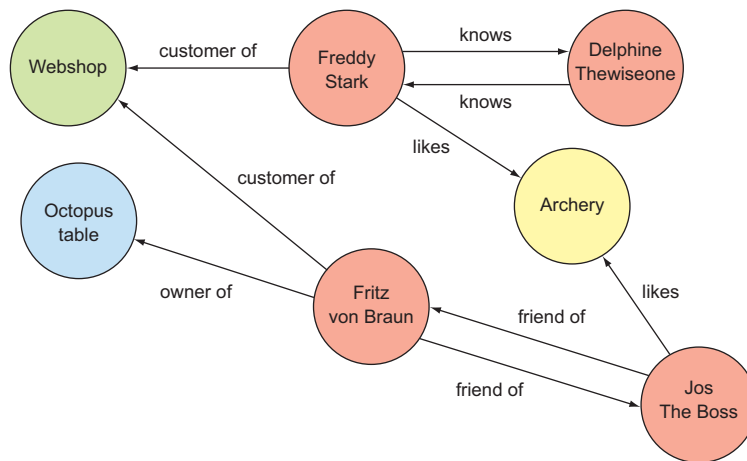 Webshop
customer of
Freddy
Stark
knows
knows
Delphine
Thewiseone
likes
customer of
Archery
Octopus
table
owner of
Fritz
von Braun
likes
friend of
friend of
Jos
The Boss